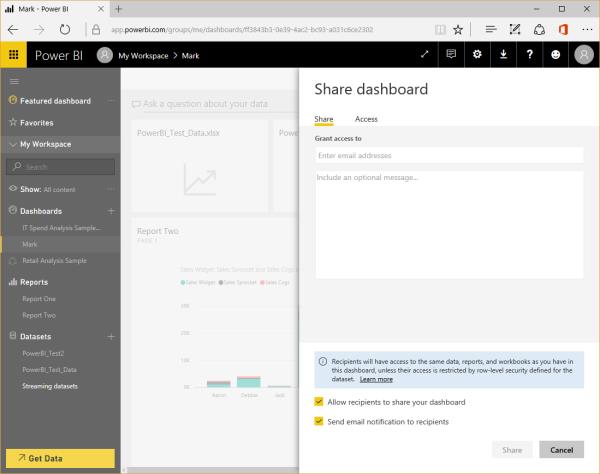 Mark - Power BI
app.powerbi.com/groups/me/dashboards/ff3843b3-0e39-4ac2-bc93-a031c6ce2302
Power BI
My Workspace > Mark
Featured dashboard
Favorites
My Workspace
Search
Show: All content
Dashboards
IT Spend Analysis Sample...
Mark
Retail Analysis Sample
Reports
Report One
Report Two
Datasets
PowerBI_Test2
PowerBI_Test_Data
Streaming datasets
Get Data
Ask a question about your data
PowerBI_Test_Data.xlsx
Powe
Report Two
PAGE 1
Sales Widget, Sales Sprocket and Sales Cogs
Sales Widget
Sales Sprocket
Sales Cogs
30K
20K
10K
0K
Aaron
Debbie
Jack
Share dashboard
Share
Access
Grant access to
Enter email addresses
Include an optional message...
Recipients will have access to the same data, reports, and workbooks as you have in
this dashboard, unless their access is restricted by row-level security defined for the
dataset. Learn more
Allow recipients to share your dashboard
Send email notification to recipients
Share
Cancel